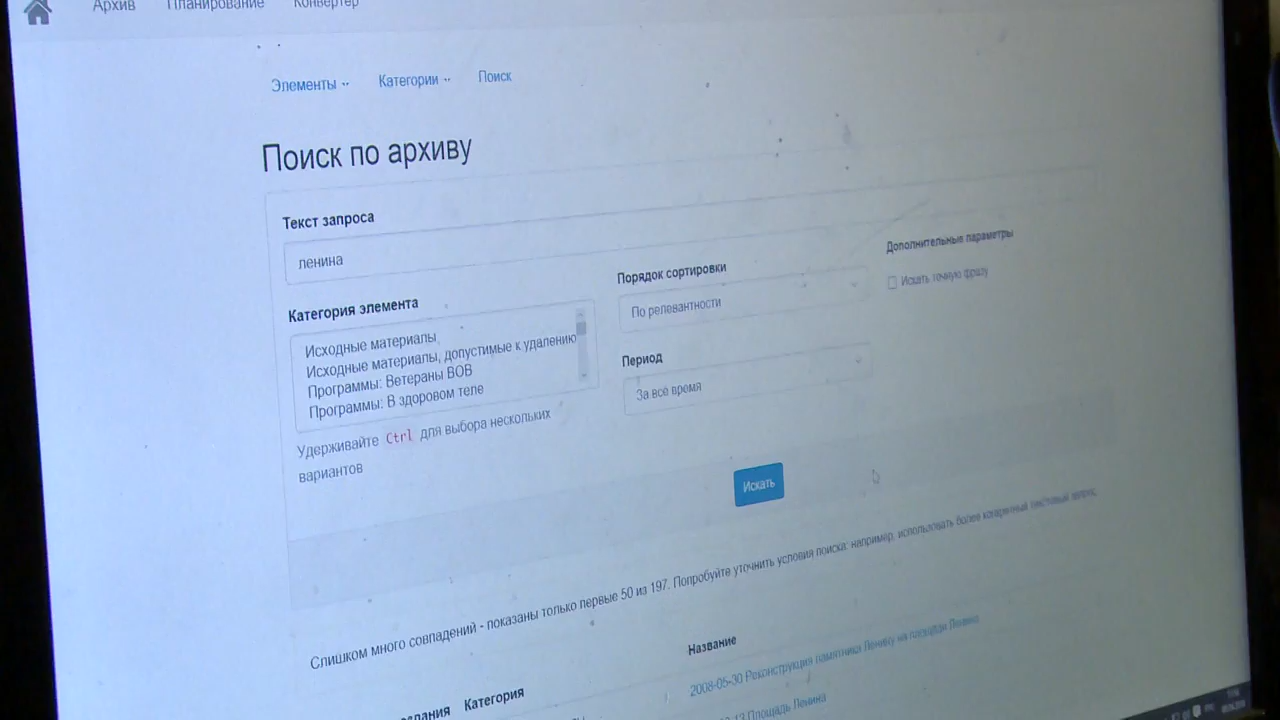 Архив Планирование Конвертер
Элементы Категории Поиск
Поиск по архиву
Текст запроса
ленина
Категория элемента
Исходные материалы
Исходные материалы, допустимые к удалению
Программы: Ветераны ВОВ
Программы: В здоровом теле
Удерживайте Ctrl для выбора нескольких
вариантов
Порядок сортировки
По релевантности
Период
За всё время
Дополнительные параметры
Искать точную фразу
Искать
Слишком много совпадений - показаны только первые 50 из 197. Попробуйте уточнить условия поиска: например, использовать более конкретный текстовый запрос.
Категория
Название
2008-05-30 Реконструкция памятника Ленину на площади Ленина
Площадь Ленина